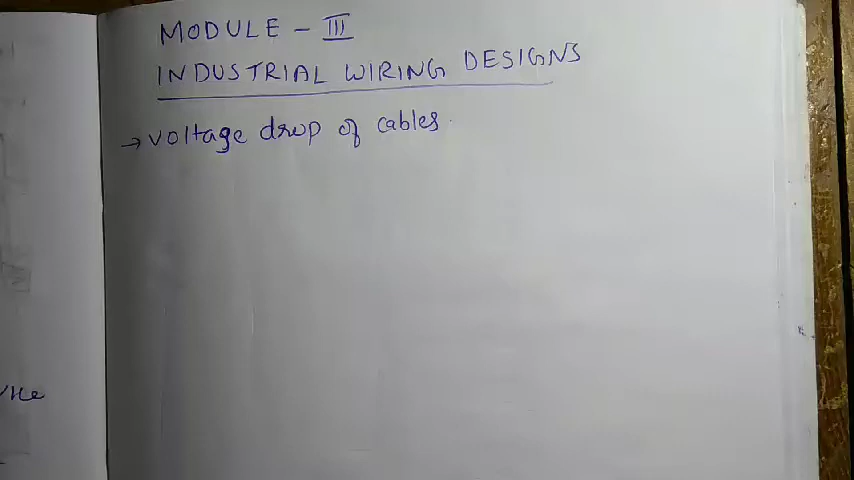 MODULE - III
INDUSTRIAL WIRING DESIGNS
→ voltage drop of cables.